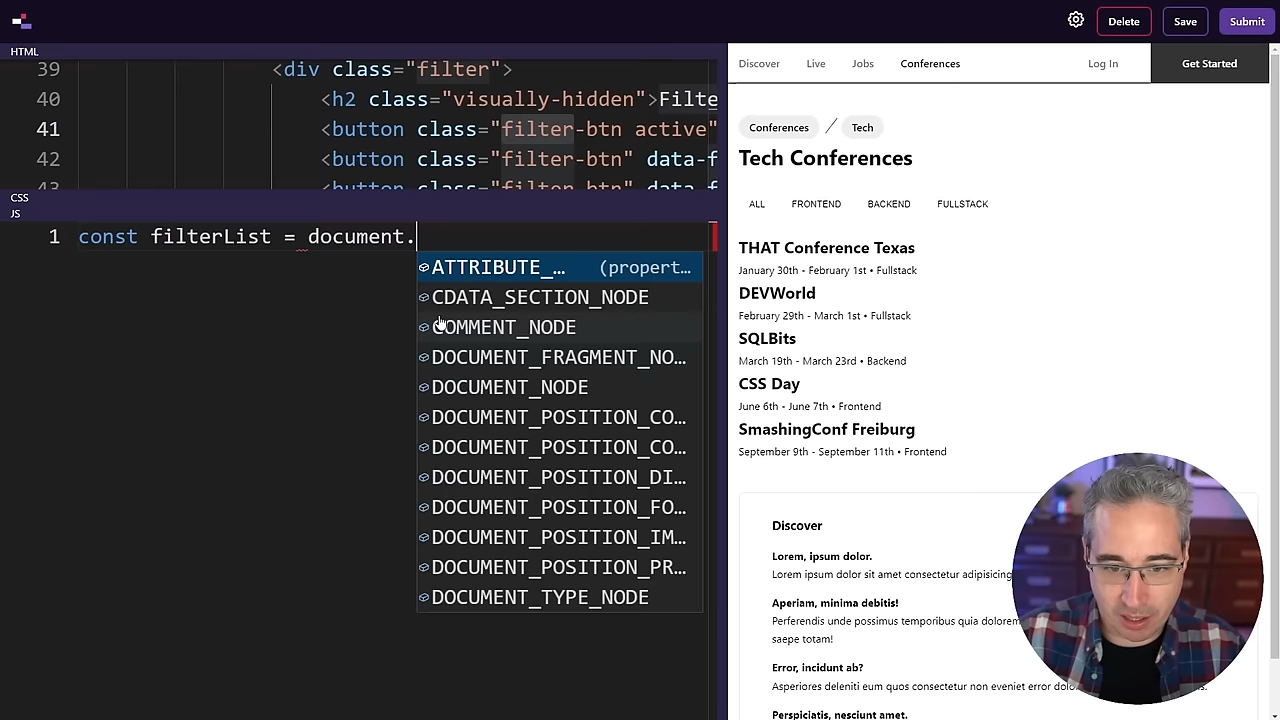 Delete
Save
Submit
HTML
39 <div class="filter">
40 <h2 class="visually-hidden">Filte
41 <button class="filter-btn active"
42 <button class="filter-btn" data-f
43 <button class="filter-btn" data-f
CSS
JS
1 const filterList = document.
ATTRIBUTE_… (propert…
CDATA_SECTION_NODE
COMMENT_NODE
DOCUMENT_FRAGMENT_NO…
DOCUMENT_NODE
DOCUMENT_POSITION_CO…
DOCUMENT_POSITION_CO…
DOCUMENT_POSITION_DI…
DOCUMENT_POSITION_FO…
DOCUMENT_POSITION_IM…
DOCUMENT_POSITION_PR…
DOCUMENT_TYPE_NODE
Discover Live Jobs Conferences Log In Get Started
Conferences / Tech
Tech Conferences
ALL FRONTEND BACKEND FULLSTACK
THAT Conference Texas
January 30th - February 1st • Fullstack
DEVWorld
February 29th - March 1st • Fullstack
SQLBits
March 19th - March 23rd • Backend
CSS Day
June 6th - June 7th • Frontend
SmashingConf Freiburg
September 9th - September 11th • Frontend
Discover
Lorem, ipsum dolor.
Lorem ipsum dolor sit amet consectetur adipisicing
Aperiam, minima debitis!
Perferendis unde possimus temporibus quia dolorem
saepe totam!
Error, incidunt ab?
Asperiores deleniti eum quos consectetur non eveniet error
Perspiciatis, nesciunt amet.